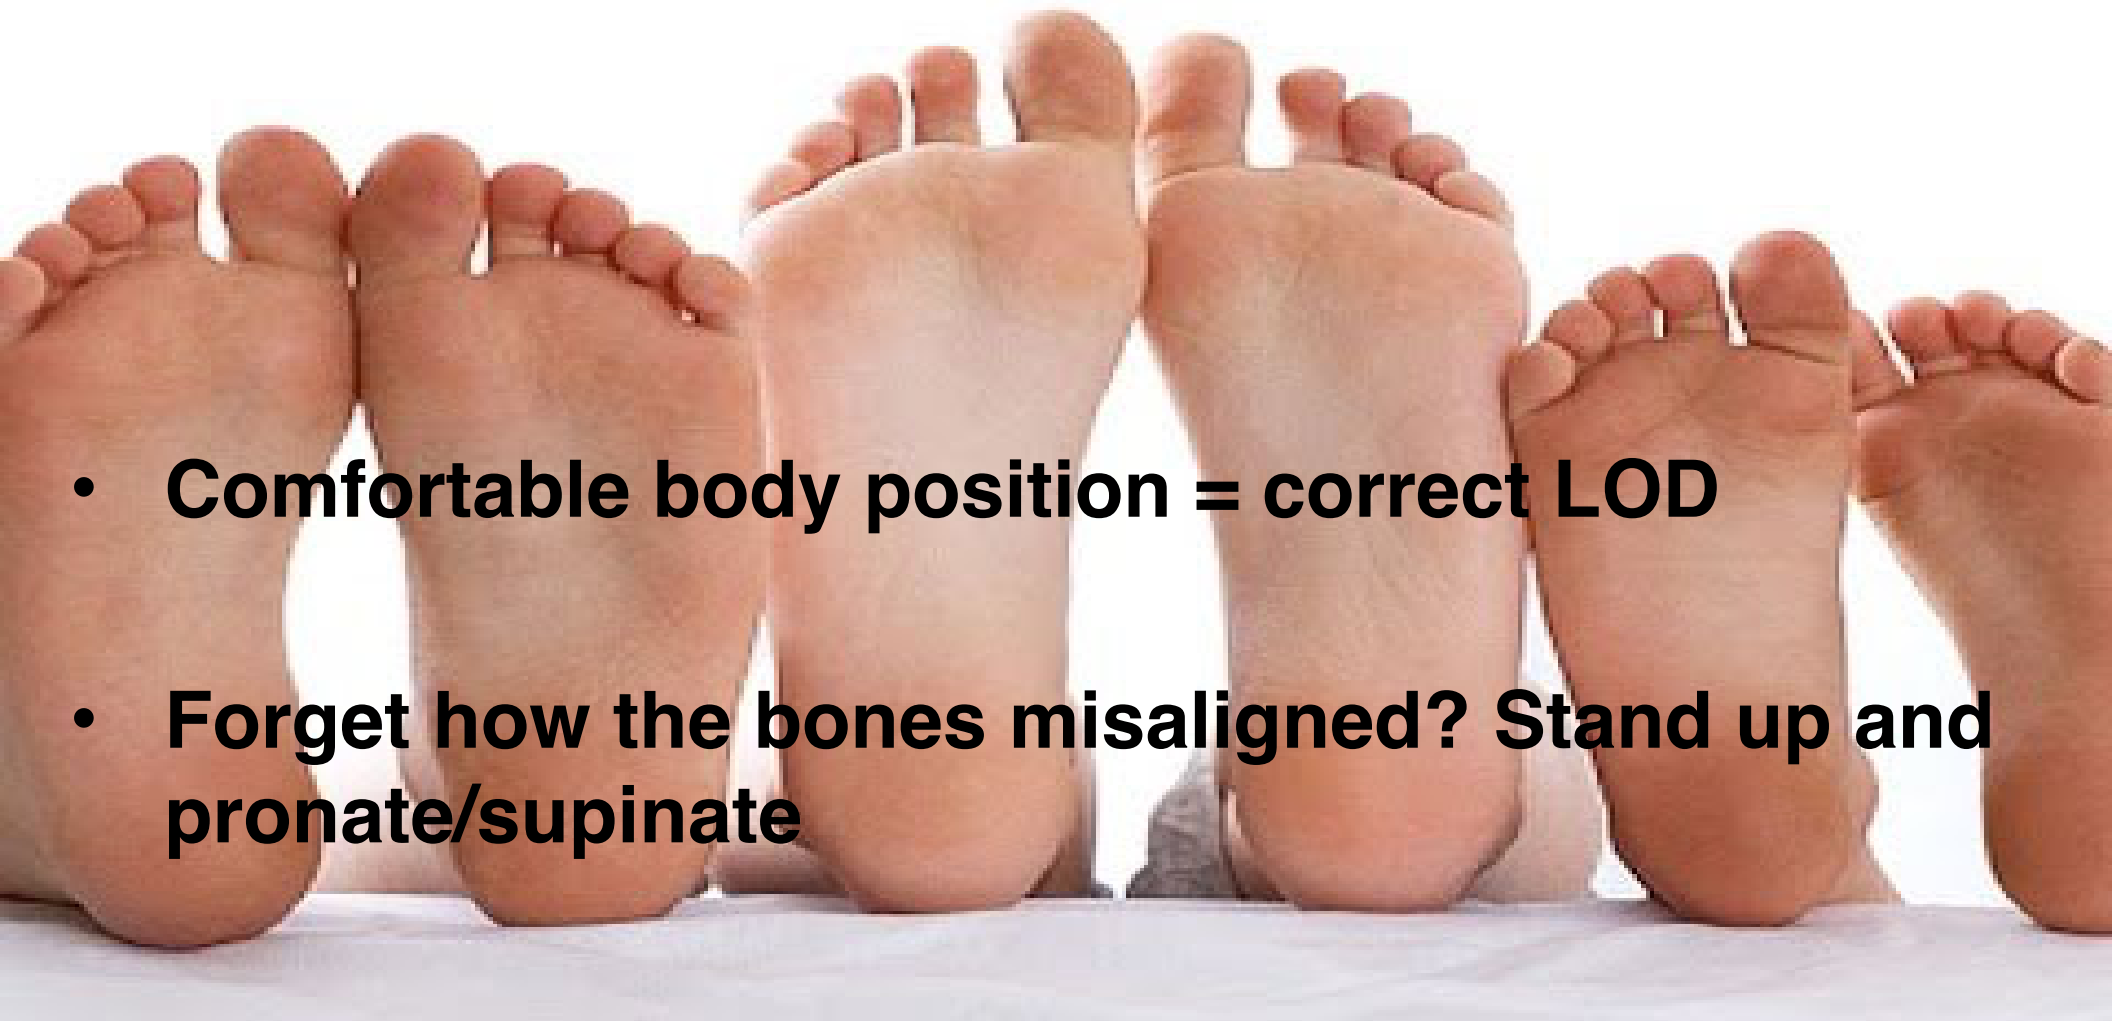 • Comfortable body position = correct LOD
• Forget how the bones misaligned? Stand up and
pronate/supinate